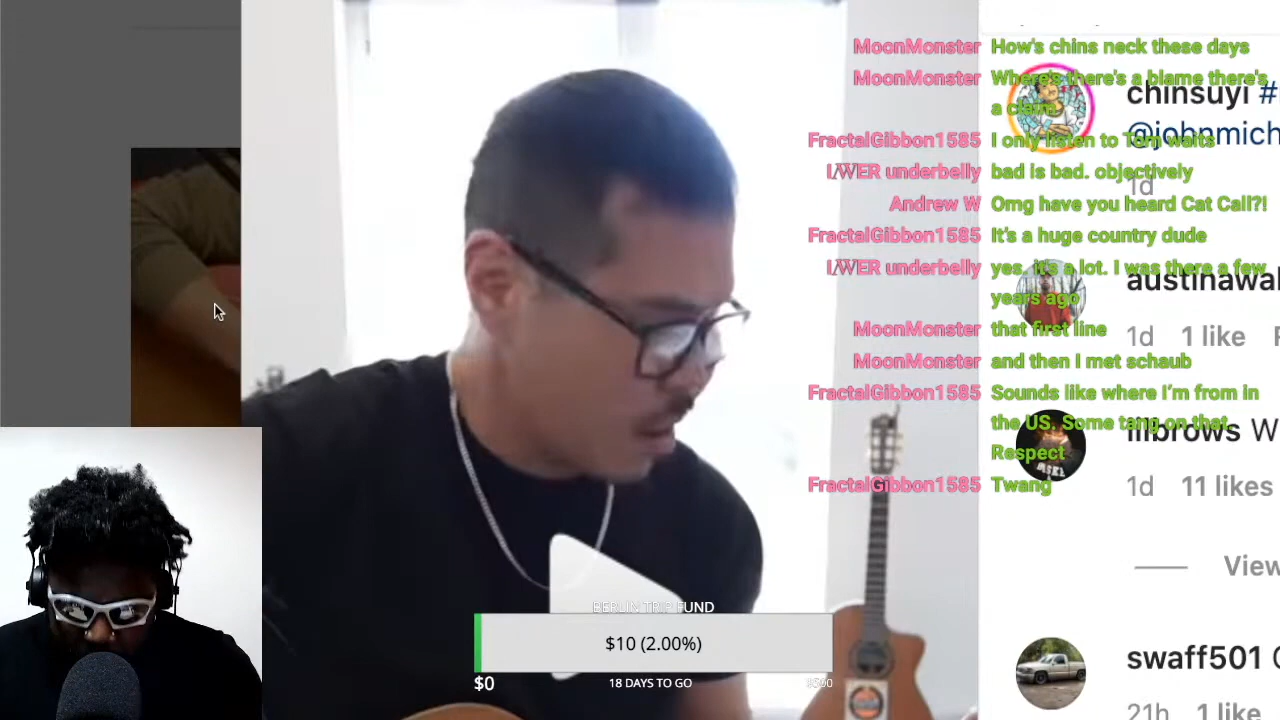 MoonMonster How's chins neck these days
MoonMonster Where's there's a blame there's
a claim
FractalGibbon1585 I only listen to Tom waits
underbelly bad is bad. objectively
Andrew W Omg have you heard Cat Call?!
FractalGibbon1585 It's a huge country dude
underbelly yes, it's a lot. I was there a few
years ago
MoonMonster that first line
MoonMonster and then I met schaub
FractalGibbon1585 Sounds like where I'm from in
the US. Some tang on that.
Respect
FractalGibbon1585 Twang
chinsuyi #
@johnmich
1d
austinawal
1d 1 like
lilbrows W
1d 11 likes
View
swaff501
21h 1 like
BERLIN TRIP FUND
$10 (2.00%)
$0 18 DAYS TO GO $500